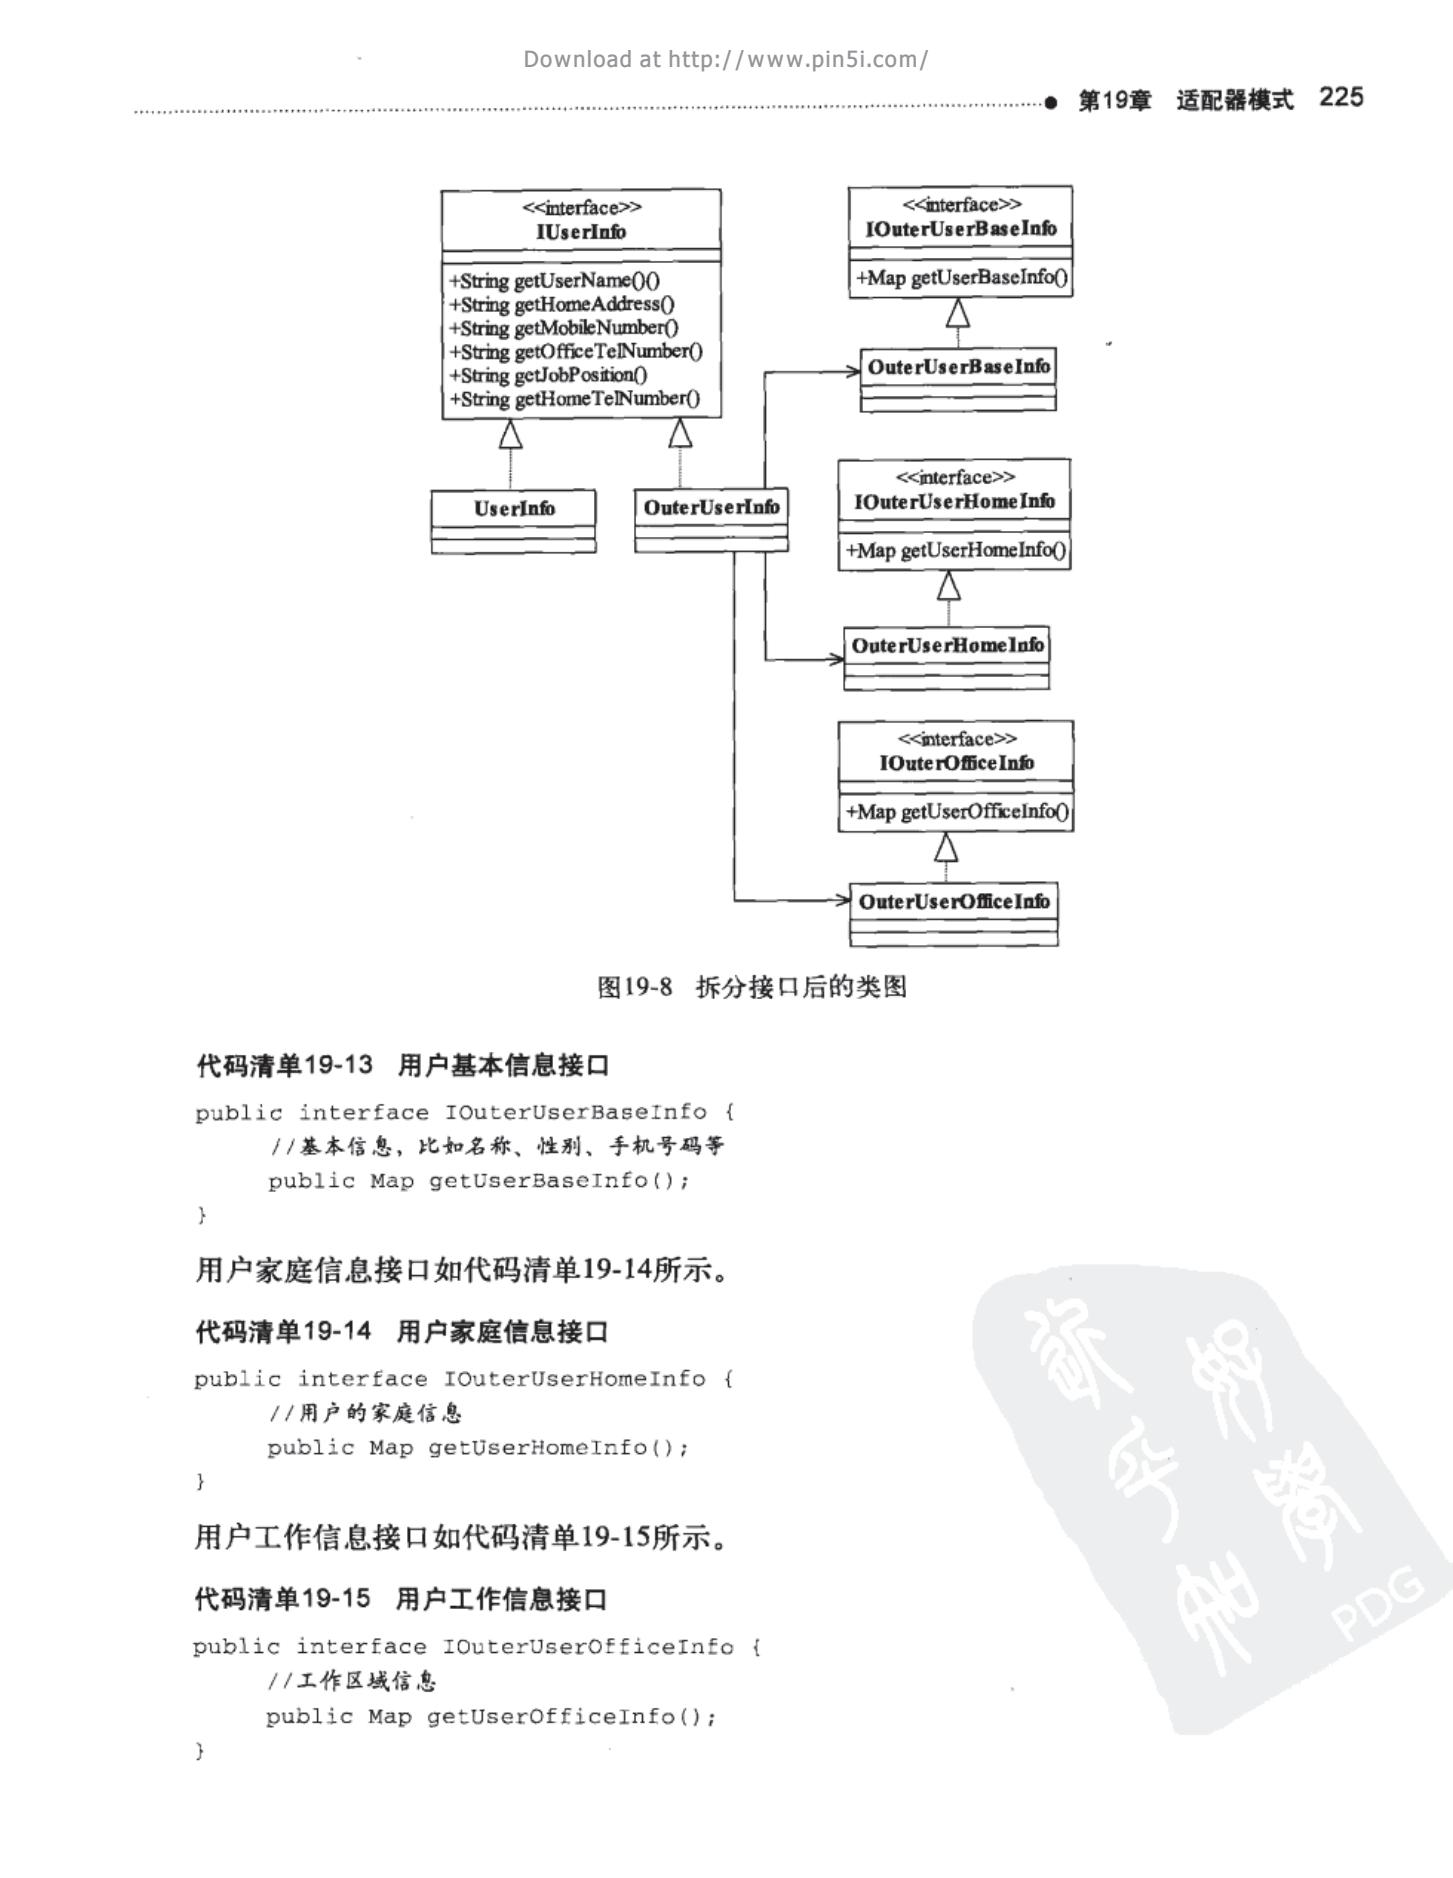 Download at http://www.pin5i.com/
第19章 适配器模式 225
<<interface>>
IUserInfo
+String getUserName()()
+String getHomeAddress()
+String getMobileNumber()
+String getOfficeTelNumber()
+String getJobPosition()
+String getHomeTelNumber()
UserInfo
OuterUserInfo
<<interface>>
IOuterUserBaseInfo
+Map getUserBaseInfo()
OuterUserBaseInfo
<<interface>>
IOuterUserHomeInfo
+Map getUserHomeInfo()
OuterUserHomeInfo
<<interface>>
IOuterOfficeInfo
+Map getUserOfficeInfo()
OuterUserOfficeInfo
图19-8 拆分接口后的类图
代码清单19-13 用户基本信息接口
public interface IOuterUserBaseInfo {
//基本信息，比如名称、性别、手机号码等
public Map getUserBaseInfo();
}
用户家庭信息接口如代码清单19-14所示。
代码清单19-14 用户家庭信息接口
public interface IOuterUserHomeInfo {
//用户的家庭信息
public Map getUserHomeInfo();
}
用户工作信息接口如代码清单19-15所示。
代码清单19-15 用户工作信息接口
public interface IOuterUserOfficeInfo {
//工作区域信息
public Map getUserOfficeInfo();
}
PDG